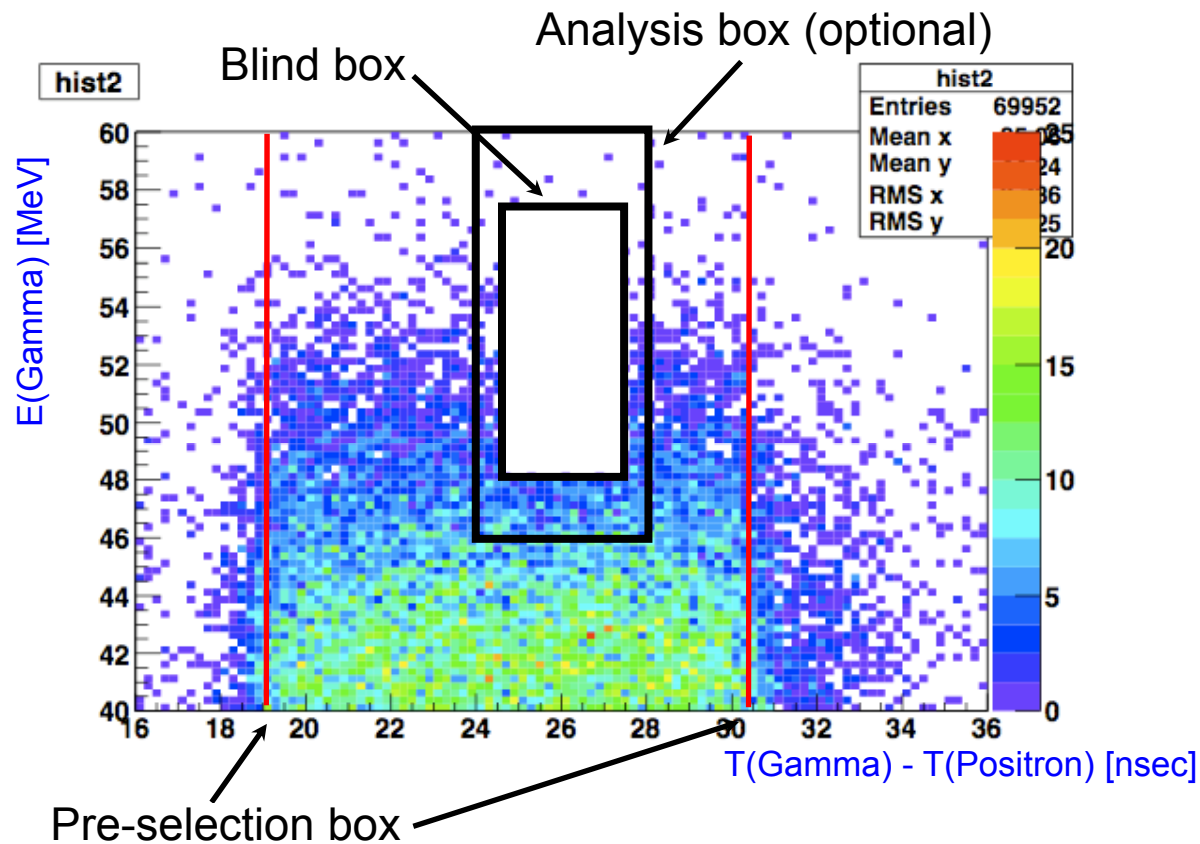 Analysis box (optional)
Blind box
hist2
hist2
Entries 69952
Mean x
Mean y
RMS x
RMS y
E(Gamma) [MeV]
60
58
56
54
52
50
48
46
44
42
40
16 18 20 22 24 26 28 30 32 34 36
25
20
15
10
5
0
T(Gamma) - T(Positron) [nsec]
Pre-selection box